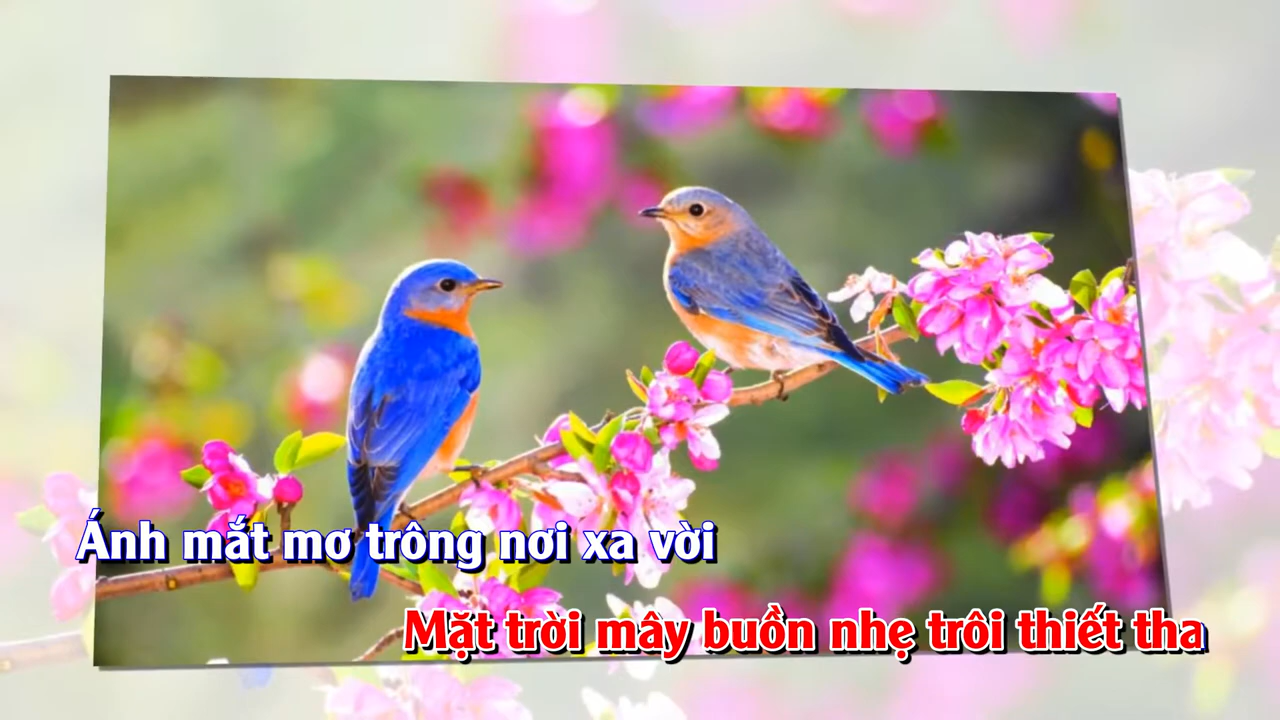 Ánh mắt mơ trông nơi xa vời
Mặt trời mây buồn nhẹ trôi thiết tha